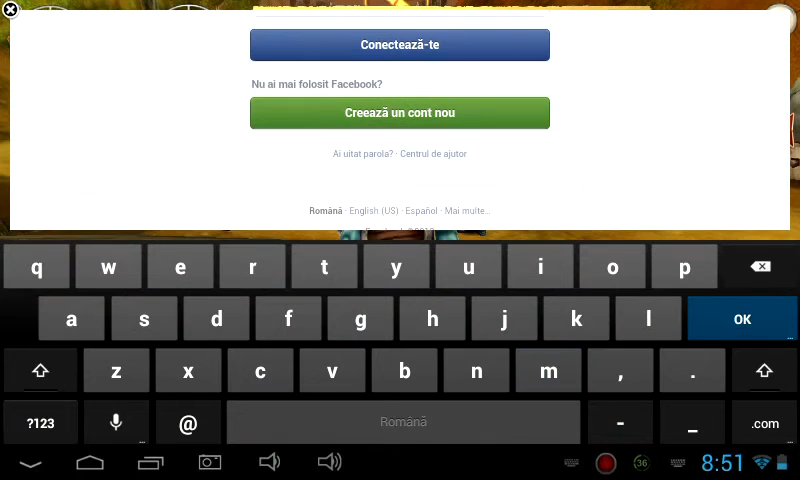 Conectează-te
Nu ai mai folosit Facebook?
Creează un cont nou
Ai uitat parola? · Centrul de ajutor
Română · English (US) · Español · Mai multe...
q w e r t y u i o p
a s d f g h j k l OK
z x c v b n m , .
?123 @ Română - _ .com
36 8:51